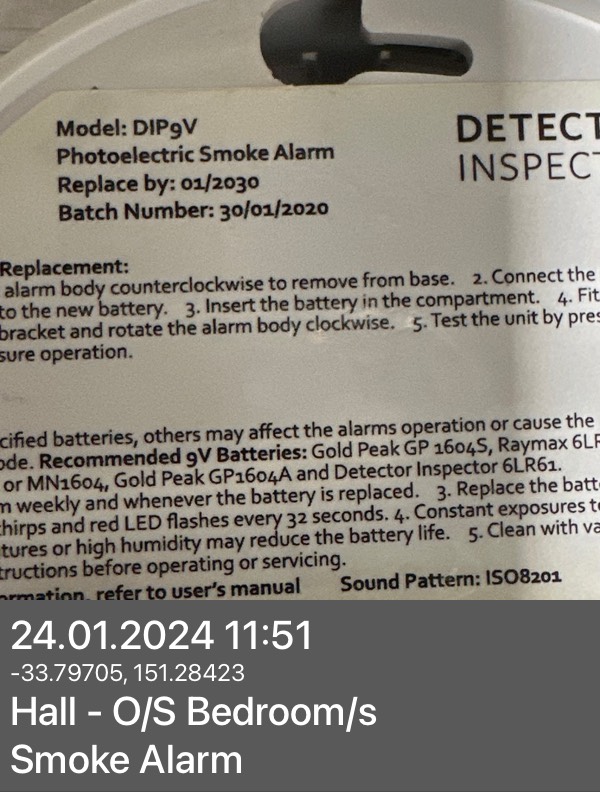 Model: DIP9V
Photoelectric Smoke Alarm
Replace by: 01/2030
Batch Number: 30/01/2020
DETECT
INSPECT
Replacement:
alarm body counterclockwise to remove from base. 2. Connect the
to the new battery. 3. Insert the battery in the compartment. 4. Fit
bracket and rotate the alarm body clockwise. 5. Test the unit by pres
sure operation.
cified batteries, others may affect the alarms operation or cause the
ode. Recommended 9V Batteries: Gold Peak GP 1604S, Raymax 6LR
or MN1604, Gold Peak GP1604A and Detector Inspector 6LR61.
m weekly and whenever the battery is replaced. 3. Replace the batt
chirps and red LED flashes every 32 seconds. 4. Constant exposures to
tures or high humidity may reduce the battery life. 5. Clean with va
tructions before operating or servicing.
ormation, refer to user's manual Sound Pattern: ISO8201
24.01.2024 11:51
-33.79705, 151.28423
Hall - O/S Bedroom/s
Smoke Alarm